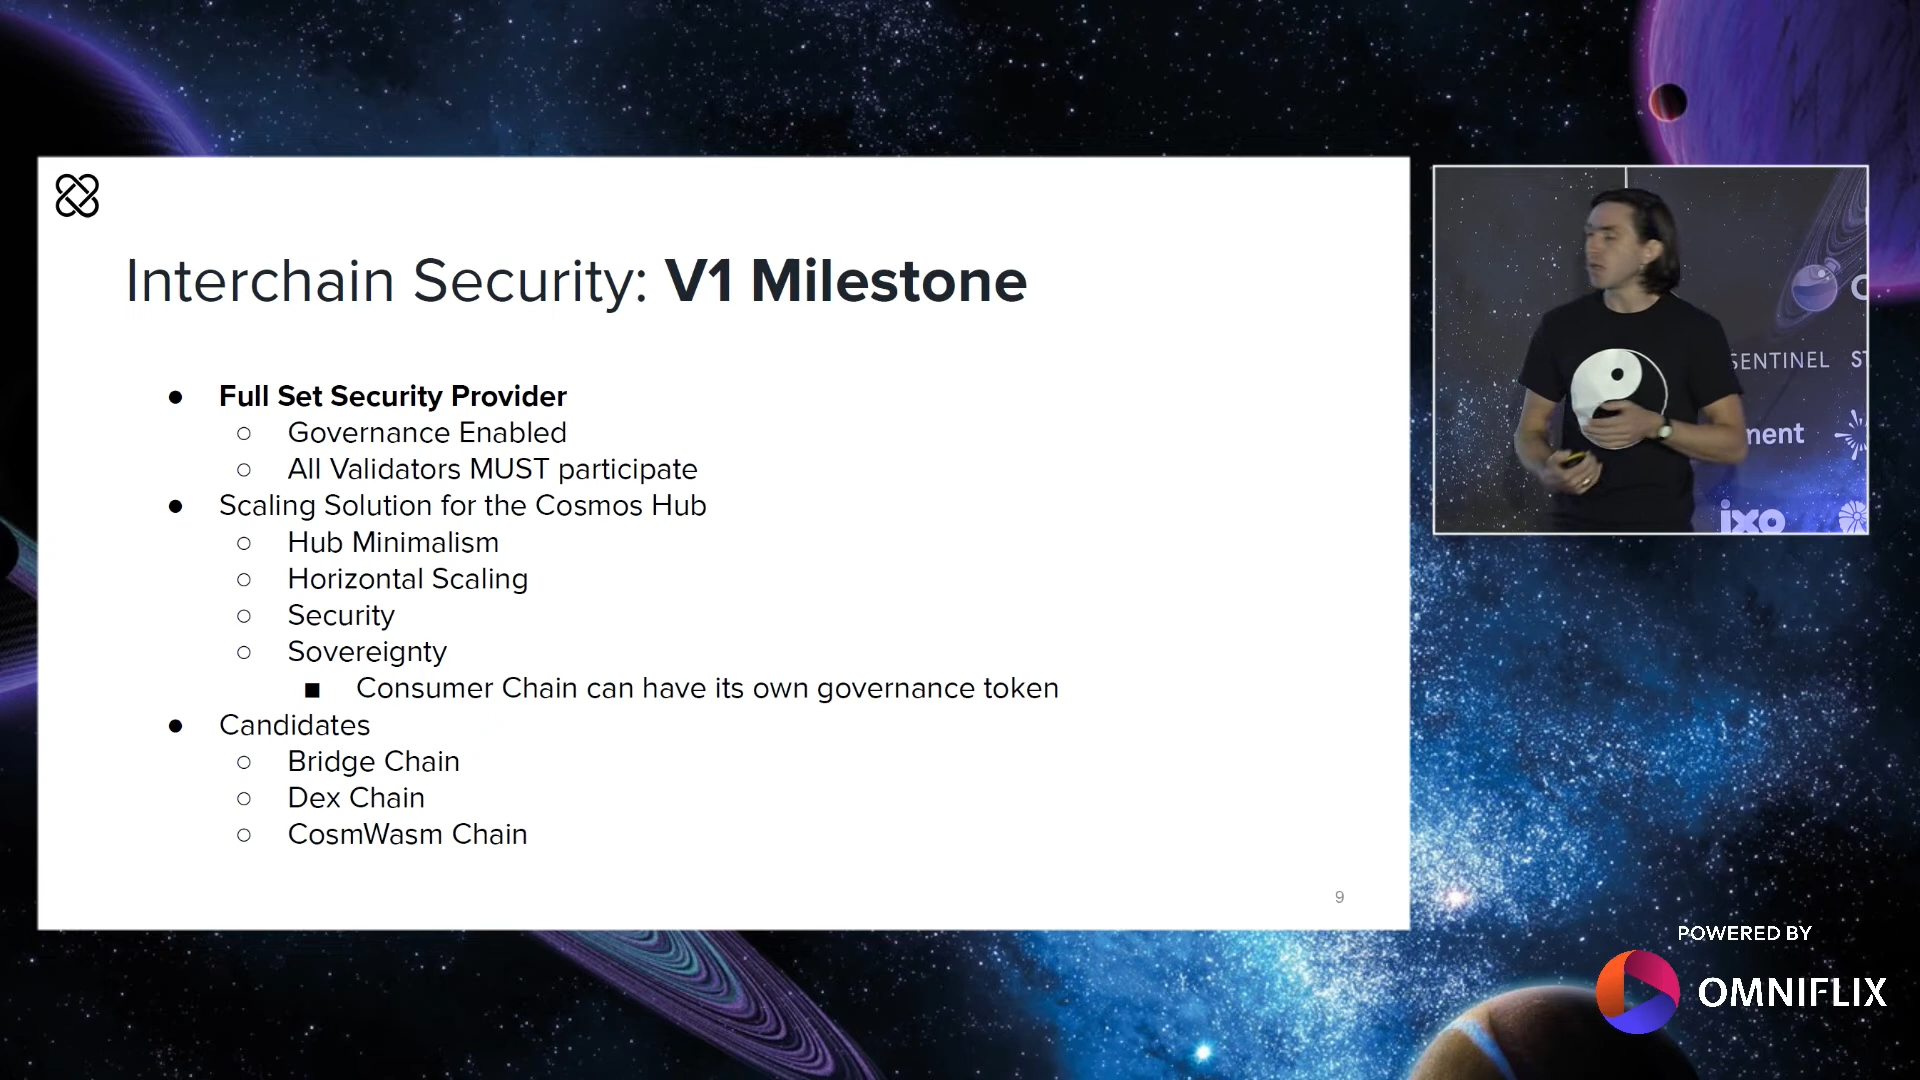 Interchain Security: V1 Milestone
● Full Set Security Provider
○ Governance Enabled
○ All Validators MUST participate
● Scaling Solution for the Cosmos Hub
○ Hub Minimalism
○ Horizontal Scaling
○ Security
○ Sovereignty
■ Consumer Chain can have its own governance token
● Candidates
○ Bridge Chain
○ Dex Chain
○ CosmWasm Chain
9
SENTINEL
ixo
POWERED BY
OMNIFLIX